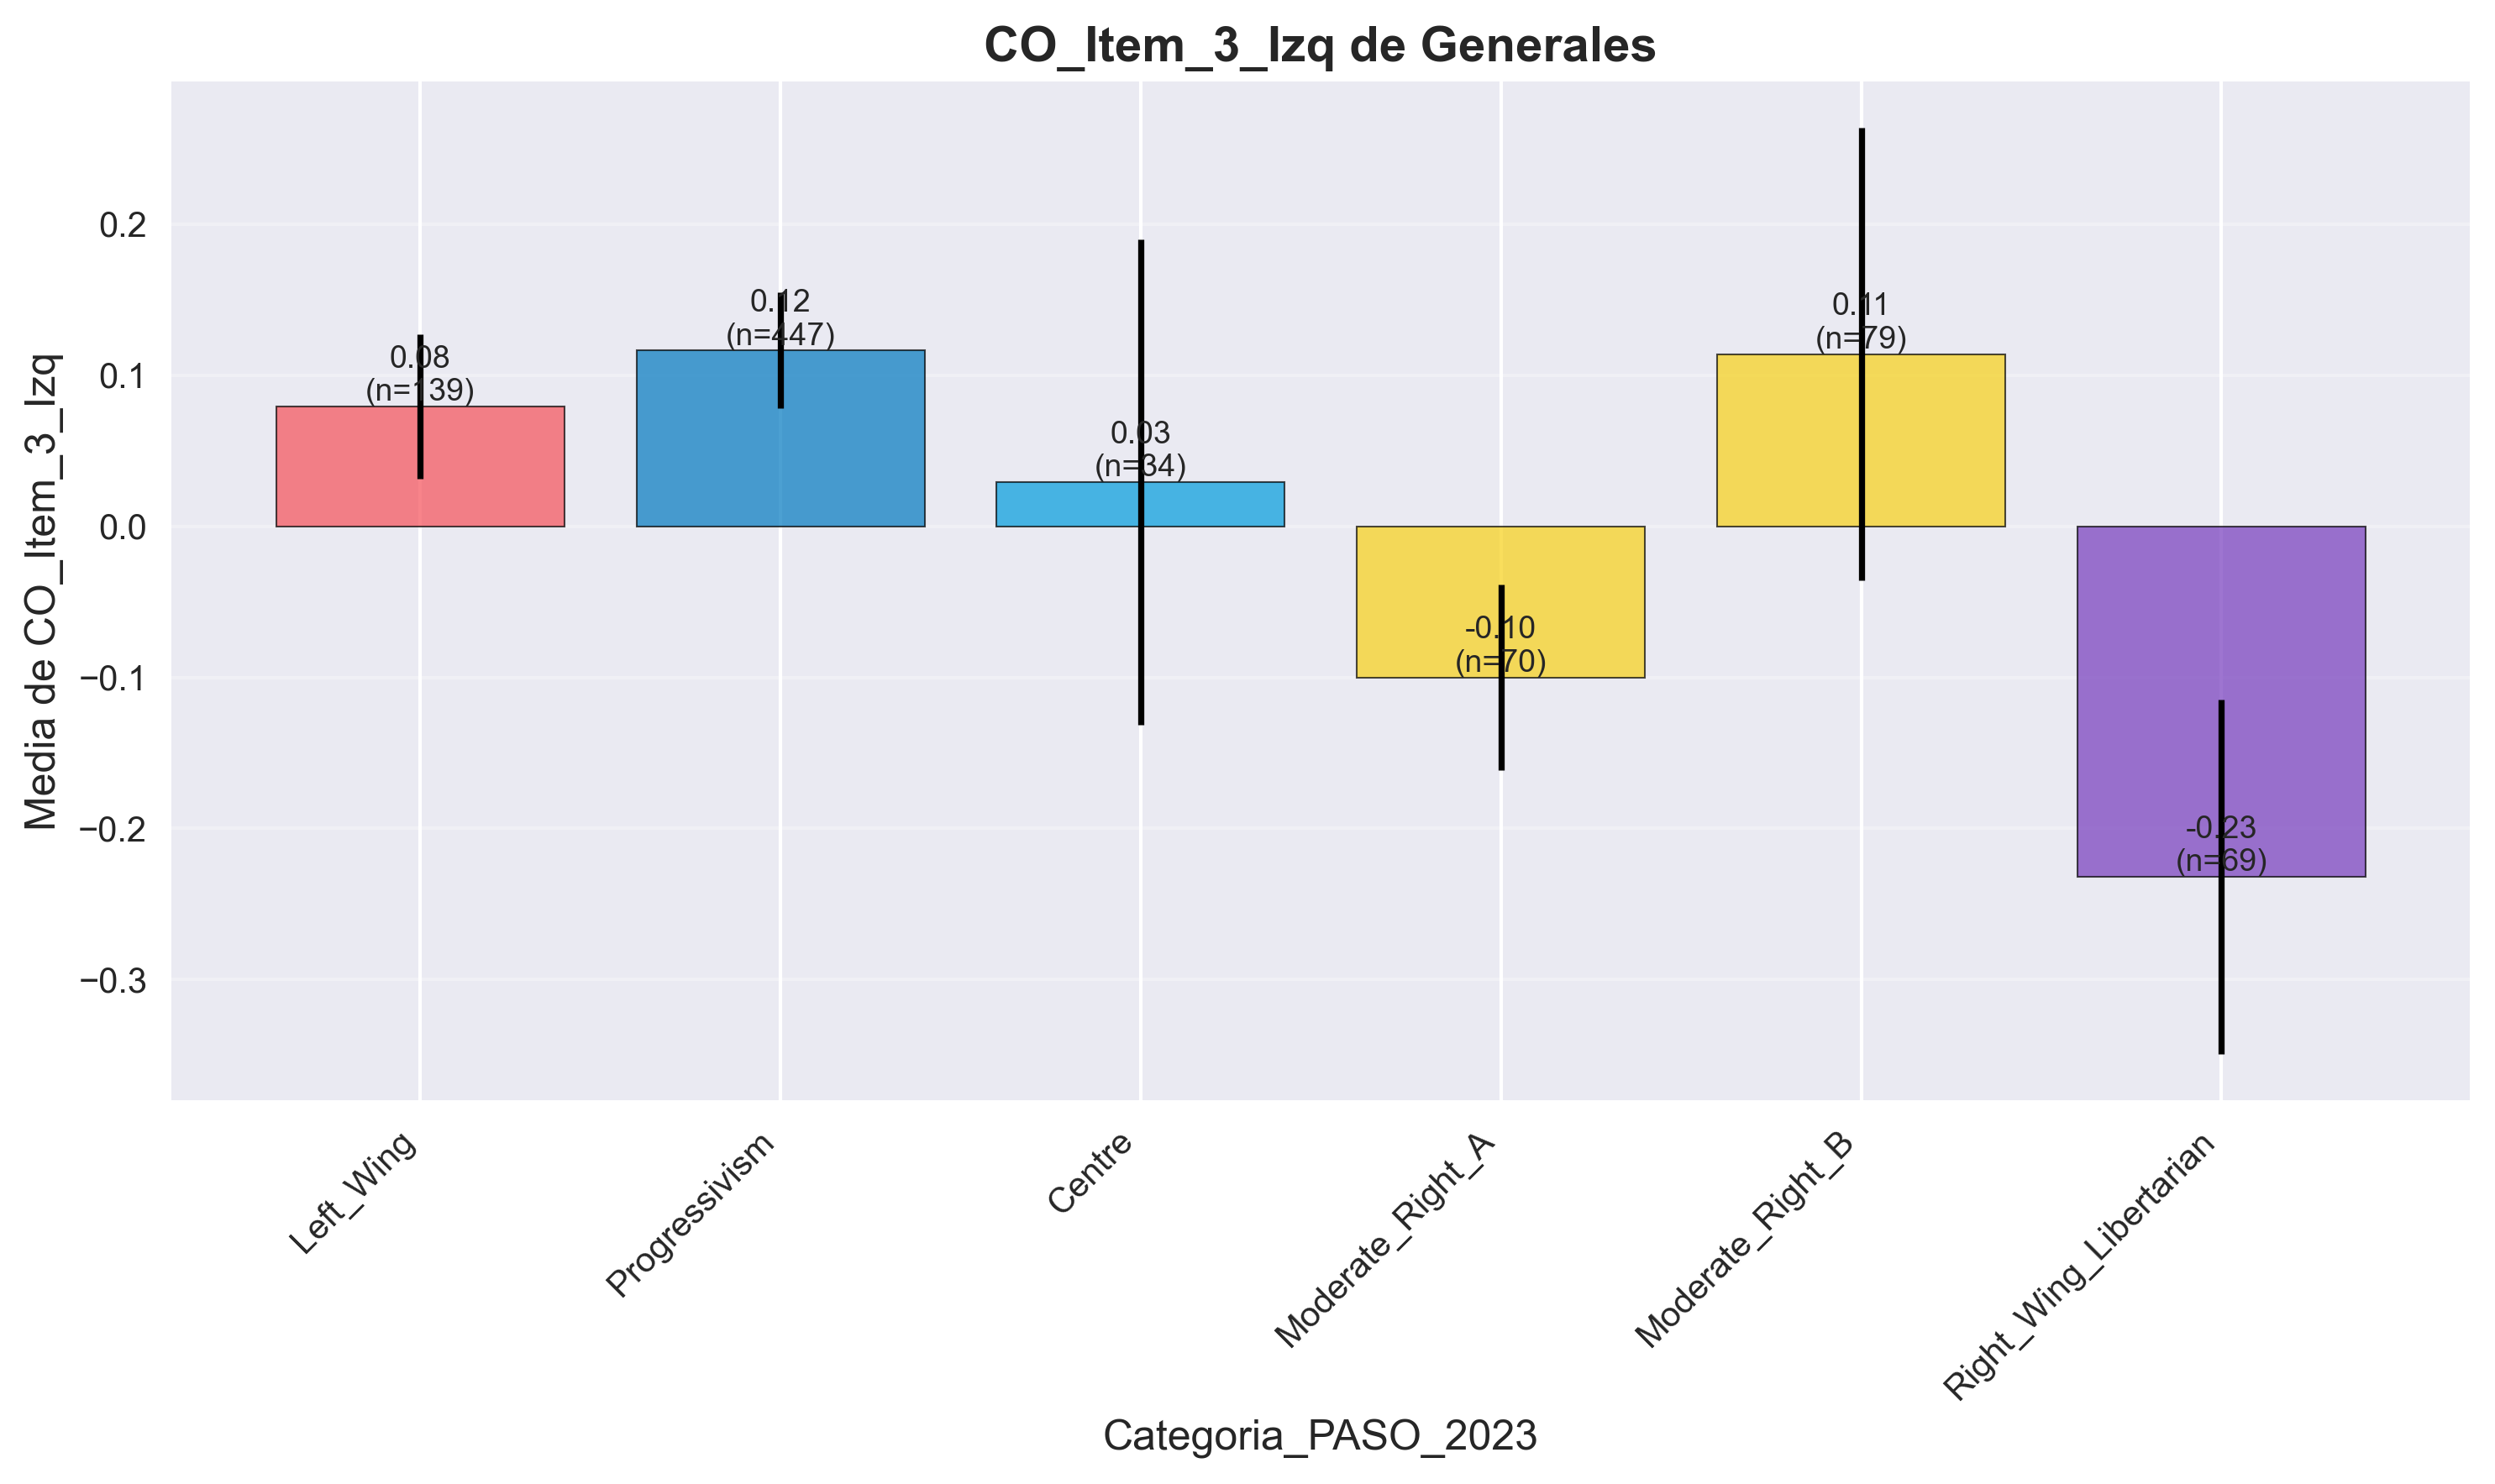 CO_Item_3_Izq de Generales
Media de CO_Item_3_Izq
0.2
0.1
0.0
−0.1
−0.2
−0.3
0.08
(n=139)
0.12
(n=447)
0.03
(n=34)
-0.10
(n=70)
0.11
(n=79)
-0.23
(n=69)
Left_Wing
Progressivism
Centre
Moderate_Right_A
Moderate_Right_B
Right_Wing_Libertarian
Categoria_PASO_2023